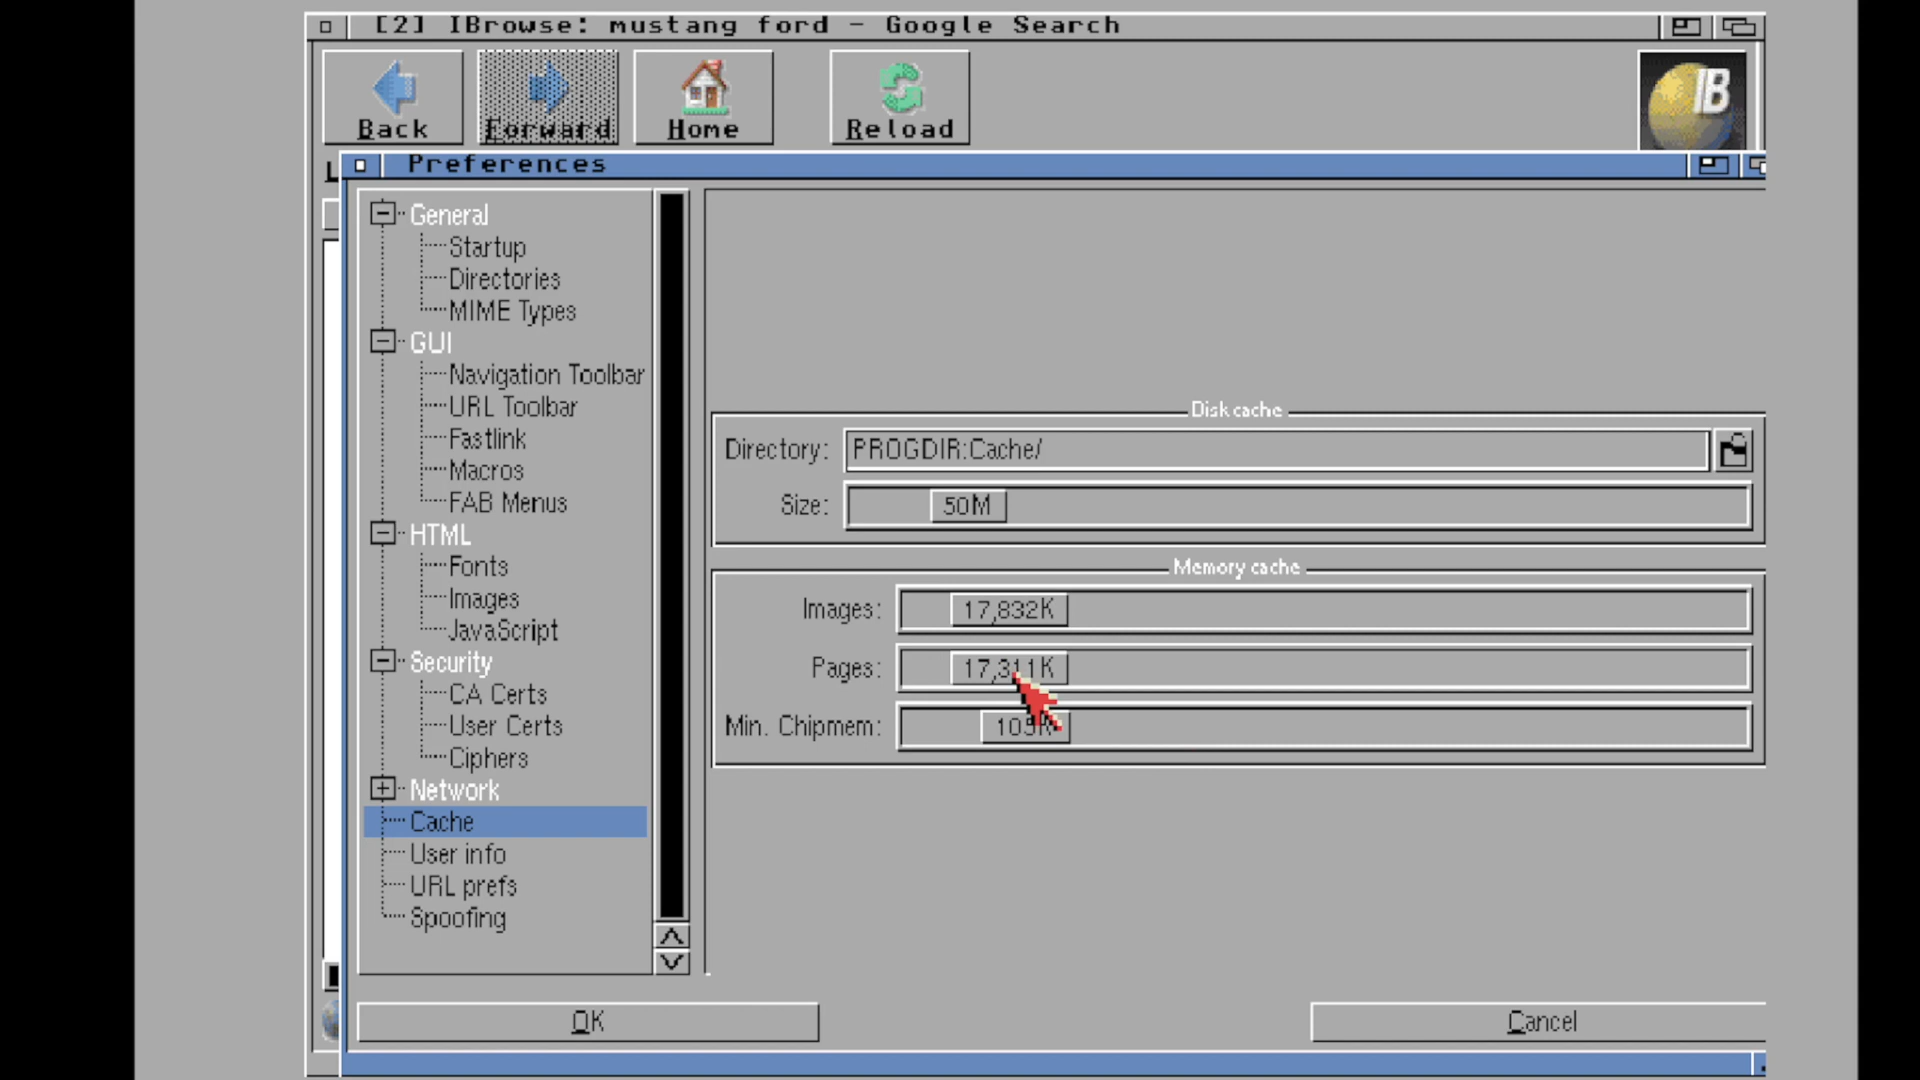 [2] IBrowse: mustang ford - Google Search
Back
Forward
Home
Reload
IB
Preferences
General
Startup
Directories
MIME Types
GUI
Navigation Toolbar
URL Toolbar
Fastlink
Macros
FAB Menus
HTML
Fonts
Images
JavaScript
Security
CA Certs
User Certs
Ciphers
Network
Cache
User info
URL prefs
Spoofing
Disk cache
Directory: PROGDIR:Cache/
Size: 50M
Memory cache
Images: 17,832K
Pages: 17,311K
Min. Chipmem:
OK
Cancel